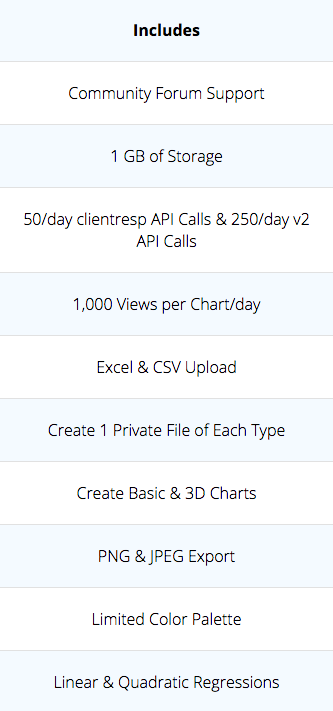 Includes
Community Forum Support
1 GB of Storage
50/day clientresp API Calls & 250/day v2
API Calls
1,000 Views per Chart/day
Excel & CSV Upload
Create 1 Private File of Each Type
Create Basic & 3D Charts
PNG & JPEG Export
Limited Color Palette
Linear & Quadratic Regressions